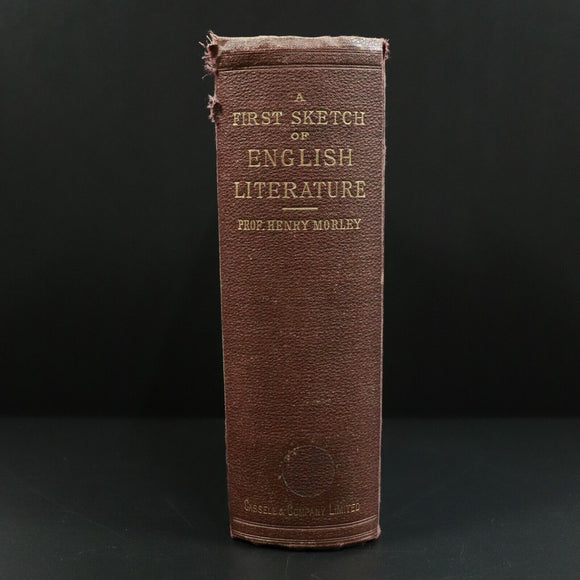 A
FIRST SKETCH
OF
ENGLISH
LITERATURE
PROF. HENRY MORLEY
CASSELL & COMPANY, LIMITED